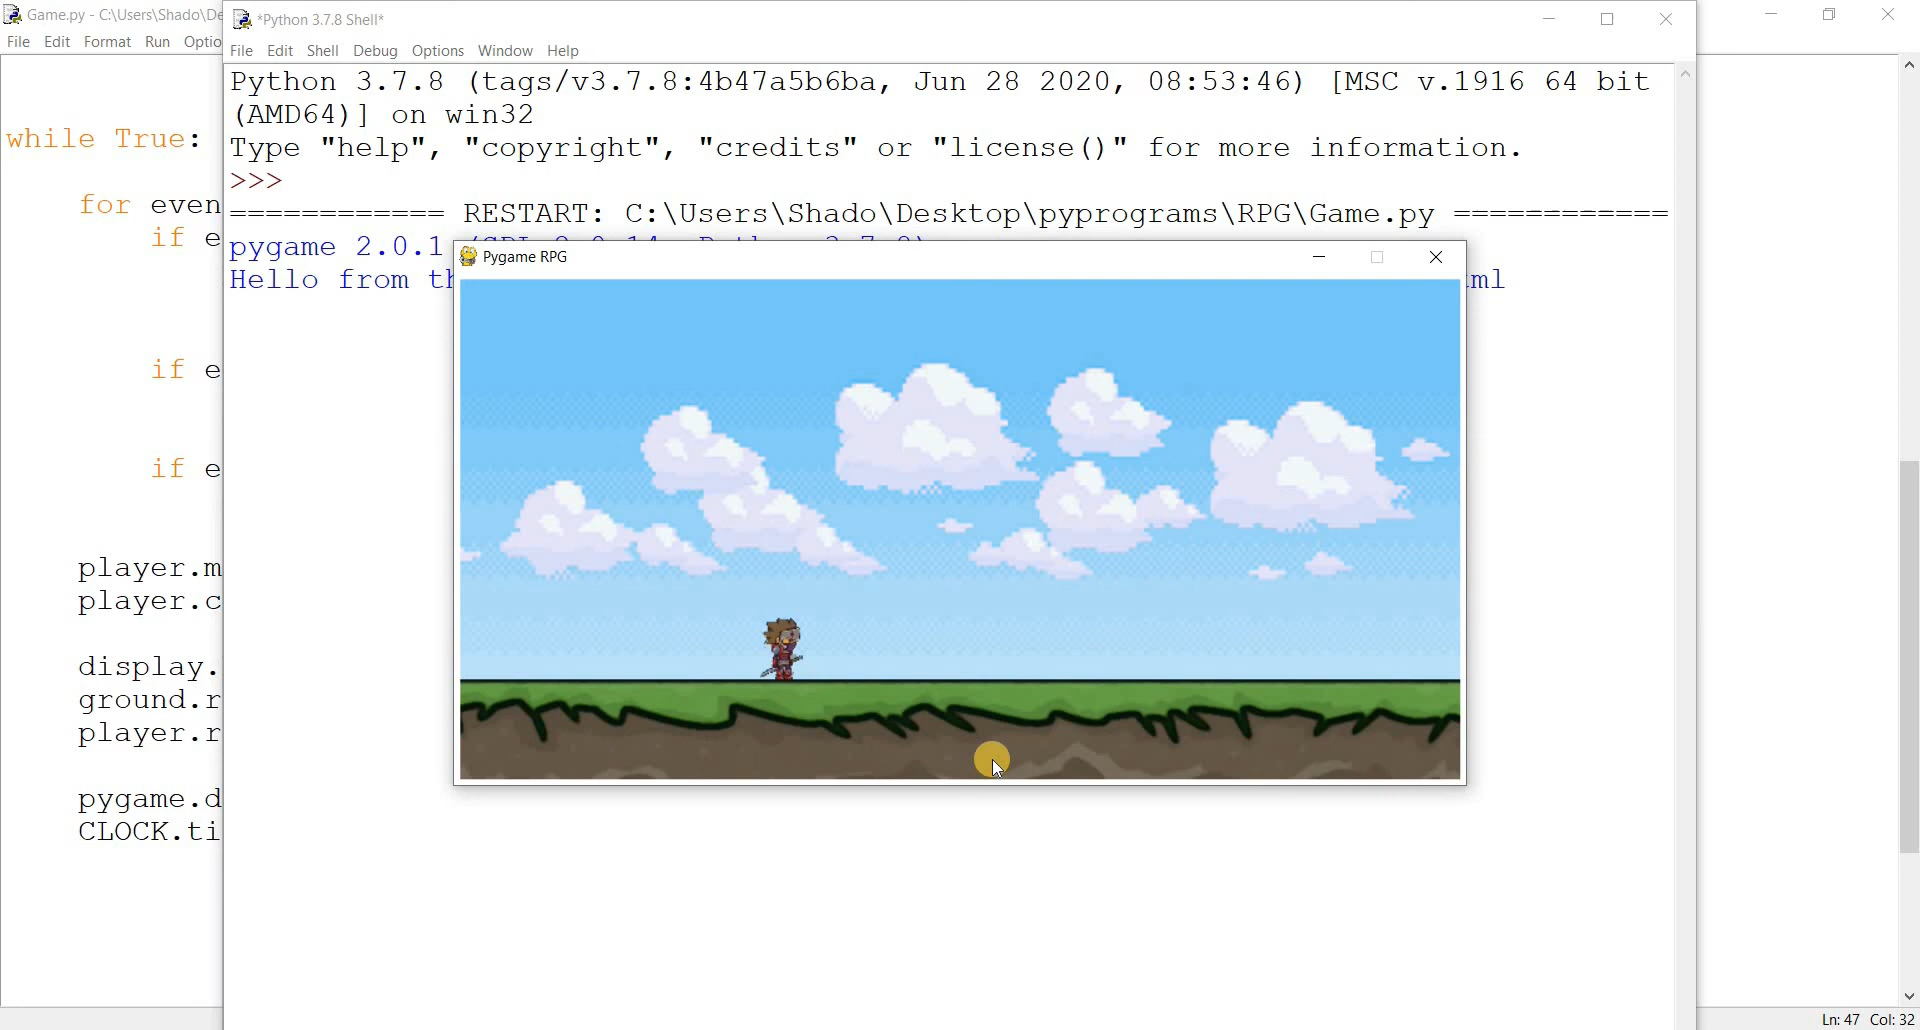 Game.py - C:\Users\Shado\De
File Edit Format Run Optio
while True:
for even
if e
if e
if e
player.m
player.c
display.
ground.r
player.r
pygame.d
CLOCK.ti
*Python 3.7.8 Shell*
File Edit Shell Debug Options Window Help
Python 3.7.8 (tags/v3.7.8:4b47a5b6ba, Jun 28 2020, 08:53:46) [MSC v.1916 64 bit
(AMD64)] on win32
Type "help", "copyright", "credits" or "license()" for more information.
>>>
============ RESTART: C:\Users\Shado\Desktop\pyprograms\RPG\Game.py ============
pygame 2.0.1
Hello from th ml
Pygame RPG
Ln: 47 Col: 32